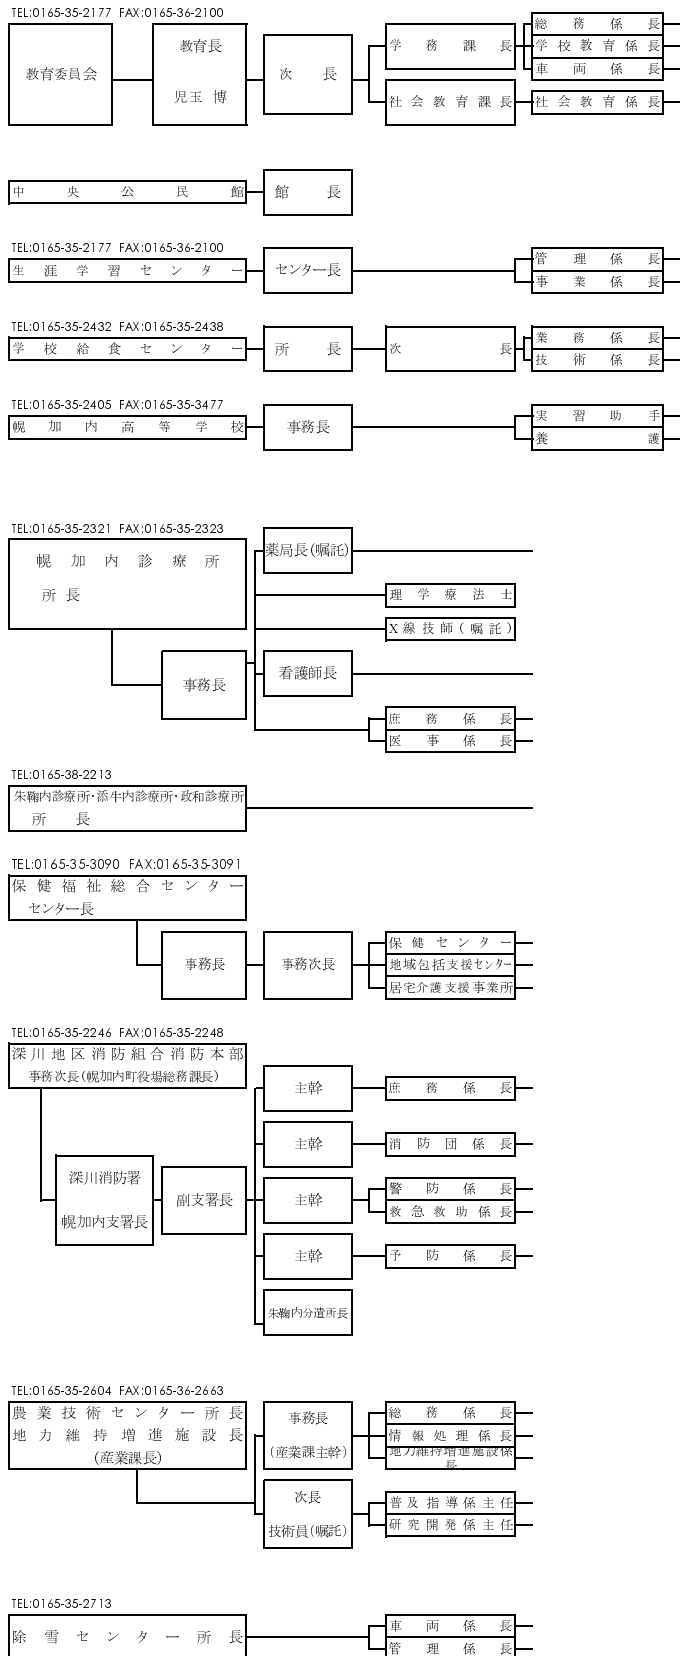 TEL:0165-35-2177 FAX:0165-36-2100
教育委員会
教育長
児玉 博
次 長
学務課長
総務係長
学校教育係長
車両係長
社会教育課長
社会教育係長
中央公民館
館 長
TEL:0165-35-2177 FAX:0165-36-2100
生涯学習センター
センター長
管理係長
事業係長
TEL:0165-35-2432 FAX:0165-35-2438
学校給食センター
所 長
次 長
業務係長
技術係長
TEL:0165-35-2405 FAX:0165-35-3477
幌加内高等学校
事務長
実習助手
養 護
TEL:0165-35-2321 FAX:0165-35-2323
幌加内診療所
所 長
事務長
薬局長(嘱託)
理学療法士
X線技師(嘱託)
看護師長
庶務係長
医事係長
TEL:0165-38-2213
朱鞠内診療所・添牛内診療所・政和診療所
所 長
TEL:0165-35-3090 FAX:0165-35-3091
保健福祉総合センター
センター長
事務長
事務次長
保健センター
地域包括支援センター
居宅介護支援事業所
TEL:0165-35-2246 FAX:0165-35-2248
深川地区消防組合消防本部
事務次長(幌加内町役場総務課長)
深川消防署
幌加内支署長
副支署長
主幹
庶務係長
主幹
消防団係長
主幹
警防係長
救急救助係長
主幹
予防係長
朱鞠内分遣所長
TEL:0165-35-2604 FAX:0165-36-2663
農業技術センター所長
地力維持増進施設長
(産業課長)
事務長
(産業課主幹)
総務係長
情報処理係長
地力維持増進施設係
長
次長
技術員(嘱託)
普及指導係主任
研究開発係主任
TEL:0165-35-2713
除雪センター所長
車両係長
管理係長